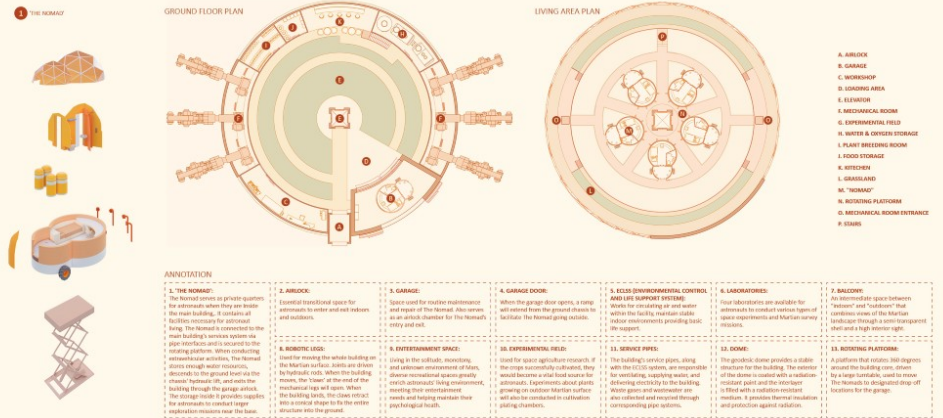 1 'THE NOMAD'
GROUND FLOOR PLAN
LIVING AREA PLAN
A. AIRLOCK
B. GARAGE
C. WORKSHOP
D. LOADING AREA
E. ELEVATOR
F. MECHANICAL ROOM
G. EXPERIMENTAL FIELD
H. WATER & OXYGEN STORAGE
I. PLANT BREEDING ROOM
J. FOOD STORAGE
K. KITECHEN
L. GRASSLAND
M. "NOMAD"
N. ROTATING PLATFORM
O. MECHANICAL ROOM ENTRANCE
P. STAIRS
I
J
K
H
E
F
E
F
D
B
C
A
P
O
M
N
O
L
ANNOTATION
1. 'THE NOMAD':
The Nomad serves as private quarters
for astronauts when they are inside
the main building,. It contains all
facilities necessary for astronaut
living. The Nomad is connected to the
main building's services system via
pipe interfaces and is secured to the
rotating platform. When conducting
extravehicular activities, The Nomad
stores enough water resources,
descends to the ground level via the
chassis' hydraulic lift, and exits the
building through the garage airlock.
The storage inside it provides supplies
for astronauts to conduct larger
exploration missions near the base.
2. AIRLOCK:
Essential transitional space for
astronauts to enter and exit indoors
and outdoors.
3. GARAGE:
Space used for routine maintenance
and repair of The Nomad. Also serves
as an airlock chamber for The Nomad's
entry and exit.
4. GARAGE DOOR:
When the garage door opens, a ramp
will extend from the ground chassis to
facilitate The Nomad going outside.
5. ECLSS (ENVIRONMENTAL CONTROL
AND LIFE SUPPORT SYSTEM):
Works for circulating air and water
within the facility, maintain stable
indoor environments providing basic
life support.
6. LABORATORIES:
Four laboratories are available for
astronauts to conduct various types of
space experiments and Martian survey
missions.
7. BALCONY:
An intermediate space between
"indoors" and "outdoors" that
combines views of the Martian
landscape through a semi-transparent
shell and a high interior right.
8. ROBOTIC LEGS:
Used for moving the whole building on
the Martian surface. Joints are driven
by hydraulic rods. When the building
moves, the 'claws' at the end of the
mechanical legs will open. When
the building lands, the claws retract
into a conical shape to fix the entire
structure into the ground.
9. ENTERTAINMENT SPACE:
Living in the solitude, monotony,
and unknown environment of Mars,
diverse recreational spaces greatly
enrich astronauts' living environment,
meeting their entertainment
needs and helping maintain their
psychological heath.
10. EXPERIMENTAL FIELD:
Used for space agriculture research. If
the crops successfully cultivated, they
would become a vital food source for
astronauts. Experiments about plants
growing on outdoor Martian surface
will also be conducted in cultivation
chambers.
11. SERVICE PIPES:
The building's service pipes, along
with the ECLSS system, are responsible
for ventilating, supplying water, and
delivering electricity to the building.
Waste gases and wastewater are
also collected and recycled through
corresponding pipe systems.
12. DOME:
The geodesic dome provides a stable
structure for the building. The exterior
of the dome is coated with a radiation-
resistant paint and the interlayer
is filled with a radiation-resistant
medium. It provides thermal insulation
and protection against radiation.
13. ROTATING PLATFORM:
A platform that rotates 360 degrees
around the building core, driven
by a large turntable, used to move
The Nomads to designated drop-off
locations for the garage.